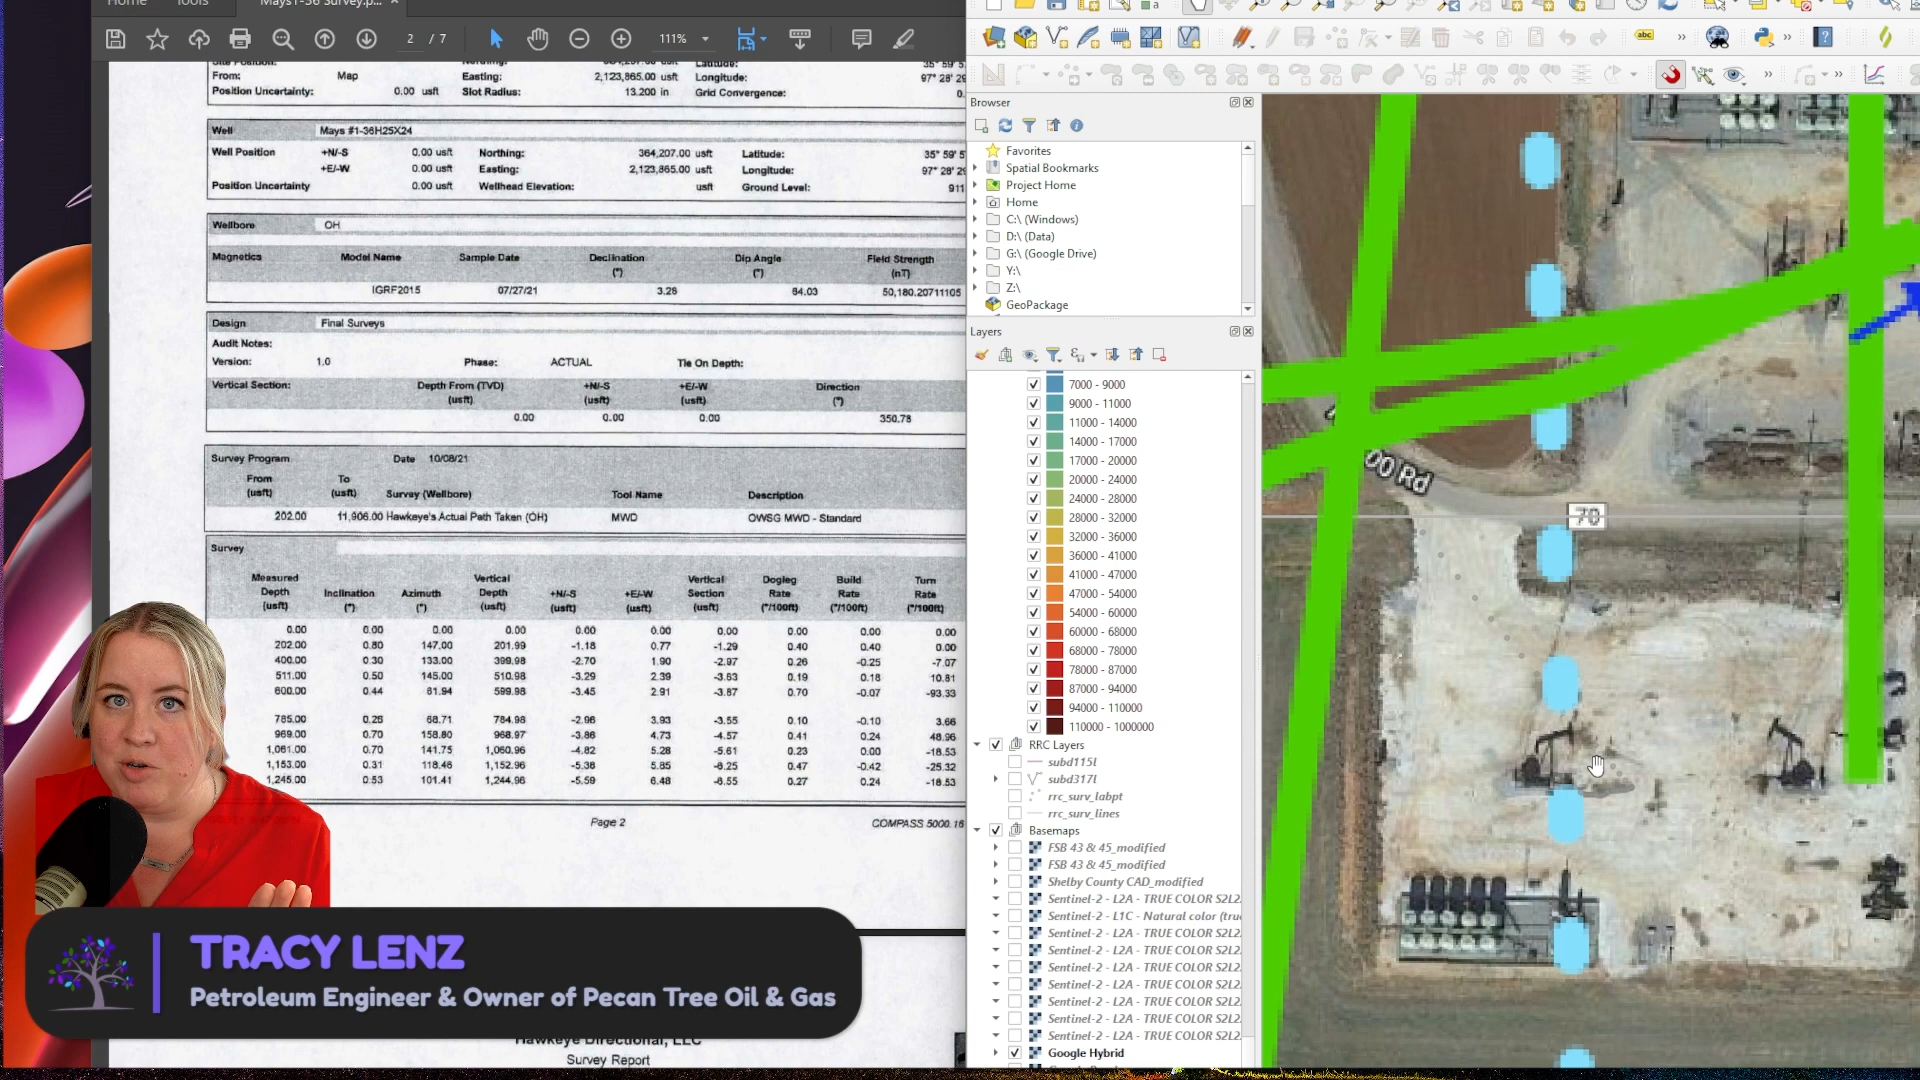 Home Tools Mays1-36 Survey.p... ×
2 / 7 111%
From: Map Easting: 2,123,865.00 usft Longitude: 97° 28' 29
Position Uncertainty: 0.00 usft Slot Radius: 13.200 in Grid Convergence: 0.
Well Mays #1-36H25X24
Well Position +N/-S 0.00 usft Northing: 364,207.00 usft Latitude: 35° 59' 5
+E/-W 0.00 usft Easting: 2,123,865.00 usft Longitude: 97° 28' 2
Position Uncertainty 0.00 usft Wellhead Elevation: usft Ground Level: 911
Wellbore OH
Magnetics Model Name Sample Date Declination Dip Angle Field Strength
(°) (°) (nT)
IGRF2015 07/27/21 3.28 64.03 50,180.20711105
Design Final Surveys
Audit Notes:
Version: 1.0 Phase: ACTUAL Tie On Depth:
Vertical Section: Depth From (TVD) +N/-S +E/-W Direction
(usft) (usft) (usft) (°)
0.00 0.00 0.00 350.78
Survey Program Date 10/08/21
From To
(usft) (usft) Survey (Wellbore) Tool Name Description
202.00 11,906.00 Hawkeye's Actual Path Taken (OH) MWD OWSG MWD - Standard
Survey
Measured Vertical Vertical Dogleg Build Turn
Depth Inclination Azimuth Depth +N/-S +E/-W Section Rate Rate Rate
(usft) (°) (°) (usft) (usft) (usft) (usft) (°/100ft) (°/100ft) (°/100ft)
0.00 0.00 0.00 0.00 0.00 0.00 0.00 0.00 0.00 0.00
202.00 0.80 147.00 201.99 -1.18 0.77 -1.29 0.40 0.40 0.00
400.00 0.30 133.00 399.98 -2.70 1.90 -2.97 0.26 -0.25 -7.07
511.00 0.50 145.00 510.98 -3.29 2.39 -3.63 0.19 0.18 10.81
600.00 0.44 61.94 599.98 -3.45 2.91 -3.87 0.70 -0.07 -93.33
785.00 0.25 68.71 784.98 -2.96 3.93 -3.55 0.10 -0.10 3.66
969.00 0.70 158.80 968.97 -3.86 4.73 -4.57 0.41 0.24 48.96
1,061.00 0.70 141.75 1,060.96 -4.82 5.28 -5.61 0.23 0.00 -18.53
1,153.00 0.31 118.46 1,152.96 -5.38 5.85 -6.25 0.47 -0.42 -25.32
1,245.00 0.53 101.41 1,244.96 -5.59 6.48 -6.55 0.27 0.24 -18.53
Page 2 COMPASS 5000.16
Hawkeye Directional, LLC
Survey Report
TRACY LENZ
Petroleum Engineer & Owner of Pecan Tree Oil & Gas
abc
Browser
Favorites
Spatial Bookmarks
Project Home
Home
C:\ (Windows)
D:\ (Data)
G:\ (Google Drive)
Y:\
Z:\
GeoPackage
Layers
7000 - 9000
9000 - 11000
11000 - 14000
14000 - 17000
17000 - 20000
20000 - 24000
24000 - 28000
28000 - 32000
32000 - 36000
36000 - 41000
41000 - 47000
47000 - 54000
54000 - 60000
60000 - 68000
68000 - 78000
78000 - 87000
87000 - 94000
94000 - 110000
110000 - 1000000
RRC Layers
subd115l
subd317l
rrc_surv_labpt
rrc_surv_lines
Basemaps
FSB 43 & 45_modified
FSB 43 & 45_modified
Shelby County CAD_modified
Sentinel-2 - L2A - TRUE COLOR S2L2.
Sentinel-2 - L1C - Natural color (tru
Sentinel-2 - L2A - TRUE COLOR S2L2.
Sentinel-2 - L2A - TRUE COLOR S2L2.
Sentinel-2 - L2A - TRUE COLOR S2L2.
Sentinel-2 - L2A - TRUE COLOR S2L2.
Sentinel-2 - L2A - TRUE COLOR S2L2.
Sentinel-2 - L2A - TRUE COLOR S2L2.
Sentinel-2 - L2A - TRUE COLOR S2L2.
Google Hybrid
00 Rd
70